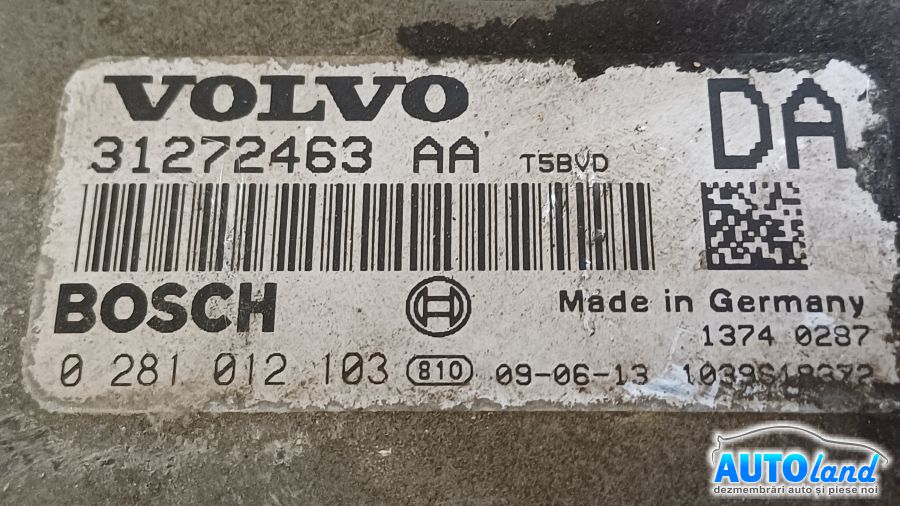 VOLVO DA
31272463 AA T5BVD
BOSCH Made in Germany
1374 0287
0 281 012 103 810 09-06-13
AUTOland
dezmembrări auto și piese noi